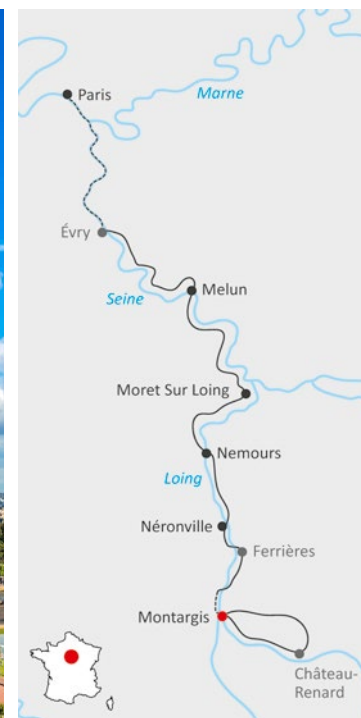 Paris
Marne
Évry
Seine
Melun
Moret Sur Loing
Nemours
Loing
Néronville
Ferrières
Montargis
Château-
Renard